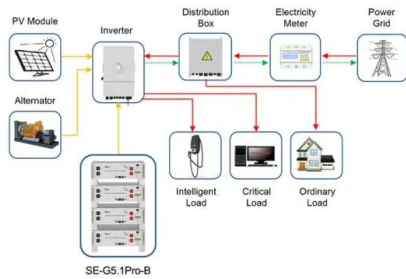 PV Module
Inverter
Distribution
Box
Electricity
Meter
Power
Grid
Alternator
Intelligent
Load
Critical
Load
Ordinary
Load
SE-G5.1Pro-B